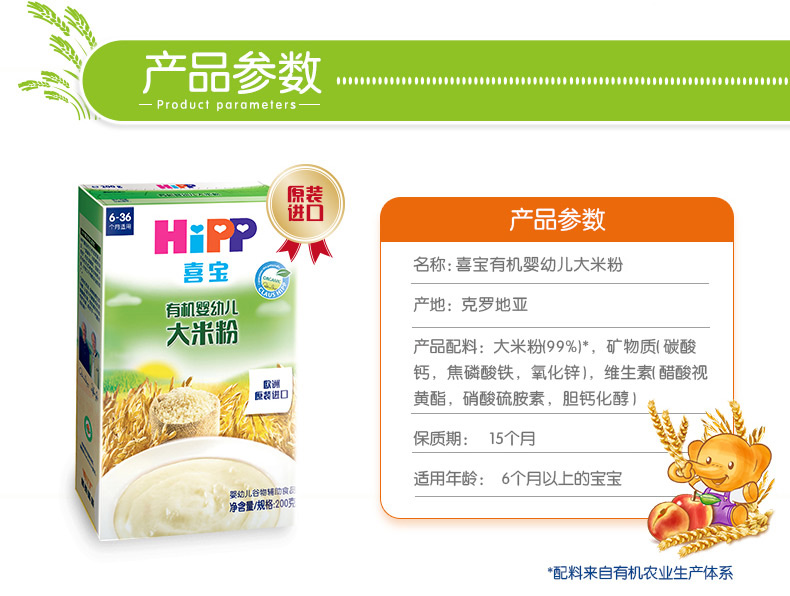 产品参数
Product parameters
200g
HiPP
6-36
个月适用
原装
进口
HiPP
喜宝
ORGANIC
有机婴幼儿
大米粉
欧洲
原装进口
婴幼儿谷物辅助食品
净含量/规格:200克
产品参数
名称:喜宝有机婴幼儿大米粉
产地: 克罗地亚
产品配料: 大米粉(99%)*, 矿物质(碳酸
钙, 焦磷酸铁, 氧化锌), 维生素(醋酸视
黄酯, 硝酸硫胺素, 胆钙化醇)
保质期: 15个月
适用年龄: 6个月以上的宝宝
*配料来自有机农业生产体系